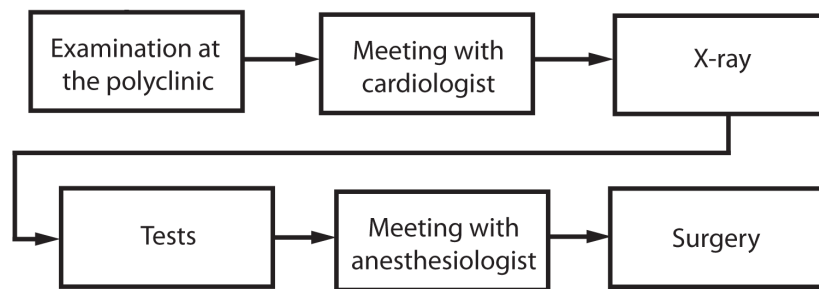 Examination at
the polyclinic
Meeting with
cardiologist
X-ray
Tests
Meeting with
anesthesiologist
Surgery